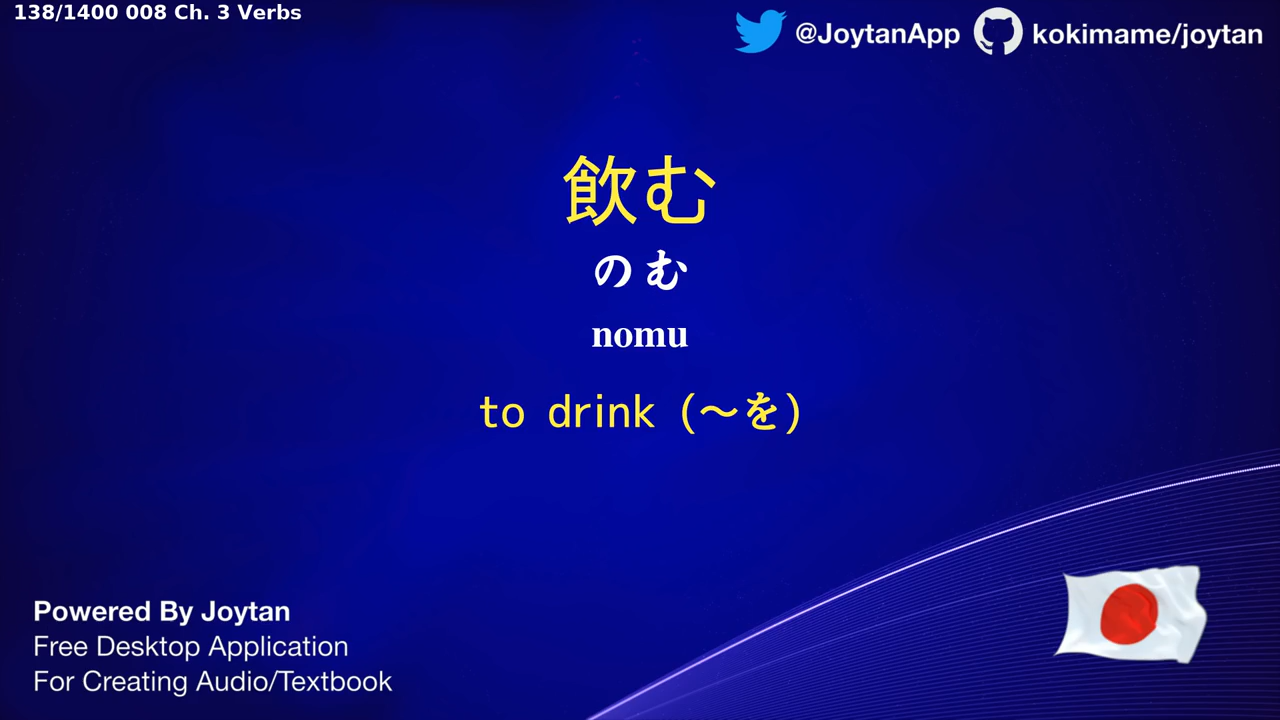 138/1400 008 Ch. 3 Verbs
@JoytanApp kokimame/joytan
飲む
のむ
nomu
to drink (〜を)
Powered By Joytan
Free Desktop Application
For Creating Audio/Textbook